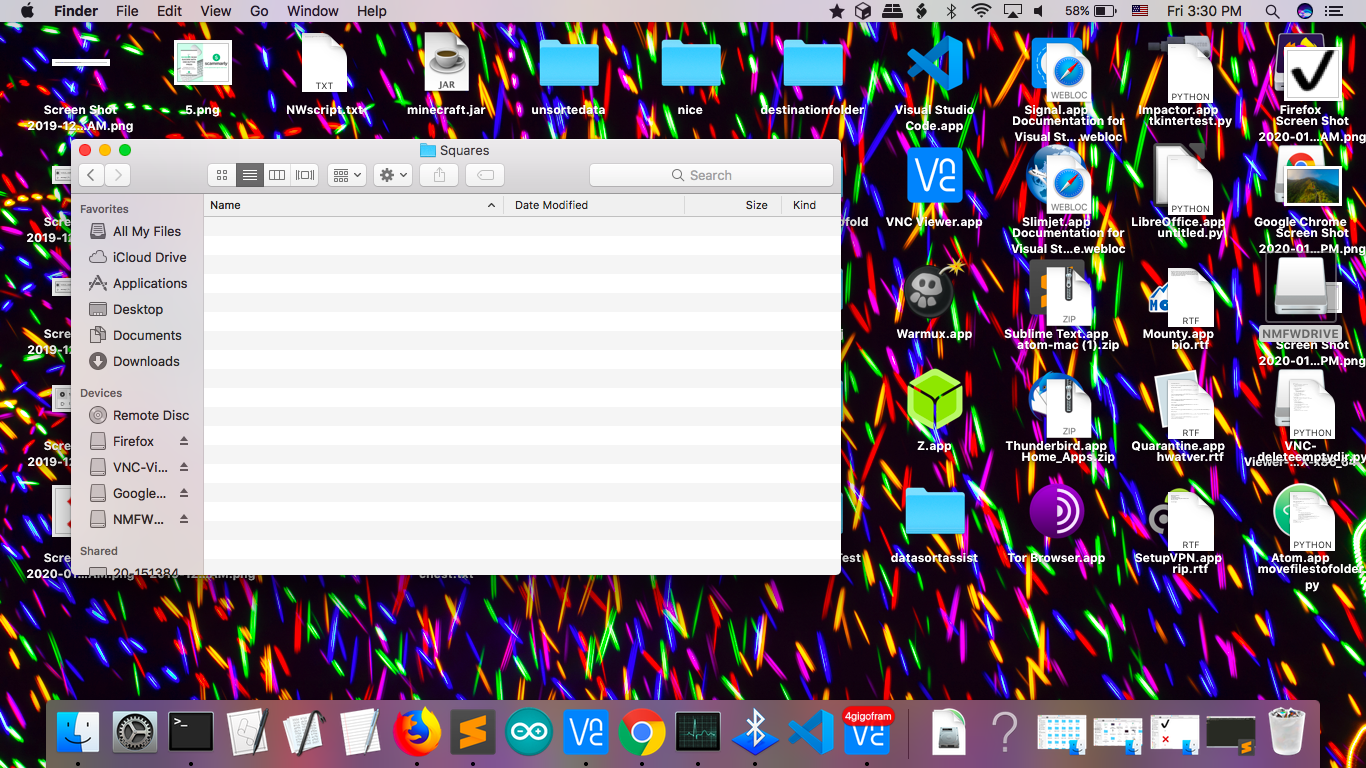 Finder File Edit View Go Window Help 58% Fri 3:30 PM
TXT
JAR
WEBLOC
PYTHON
scammarly
Screen Shot
2019-12...AM.png
5.png
NWscript.txt
minecraft.jar
unsortedata
nice
destinationfolder
Visual Studio
Code.app
Signal.app
Documentation for
Visual St....webloc
Impactor.app
tkintertest.py
Firefox
Screen Shot
2020-01...AM.png
Squares
Search
Favorites
All My Files
iCloud Drive
Applications
Desktop
Documents
Downloads
Devices
Remote Disc
Firefox
VNC-Vi...
Google...
NMFW...
Shared
20-151384
Name
Date Modified
Size
Kind
WEBLOC
PYTHON
VNC Viewer.app
Slimjet.app
Documentation for
Visual St...e.webloc
LibreOffice.app
untitled.py
Google Chrome
Screen Shot
2020-01...PM.png
ZIP
RTF
Warmux.app
Sublime Text.app
atom-mac (1).zip
Mounty.app
bio.rtf
NMFWDRIVE
Screen Shot
2020-01...PM.png
ZIP
RTF
PYTHON
Z.app
Thunderbird.app
Home_Apps.zip
Quarantine.app
hwatver.rtf
VNC-
deleteemptydir.py
RTF
PYTHON
datasortassist
Tor Browser.app
SetupVPN.app
rip.rtf
Atom.app
movefilestofolder.
py
4gigofram